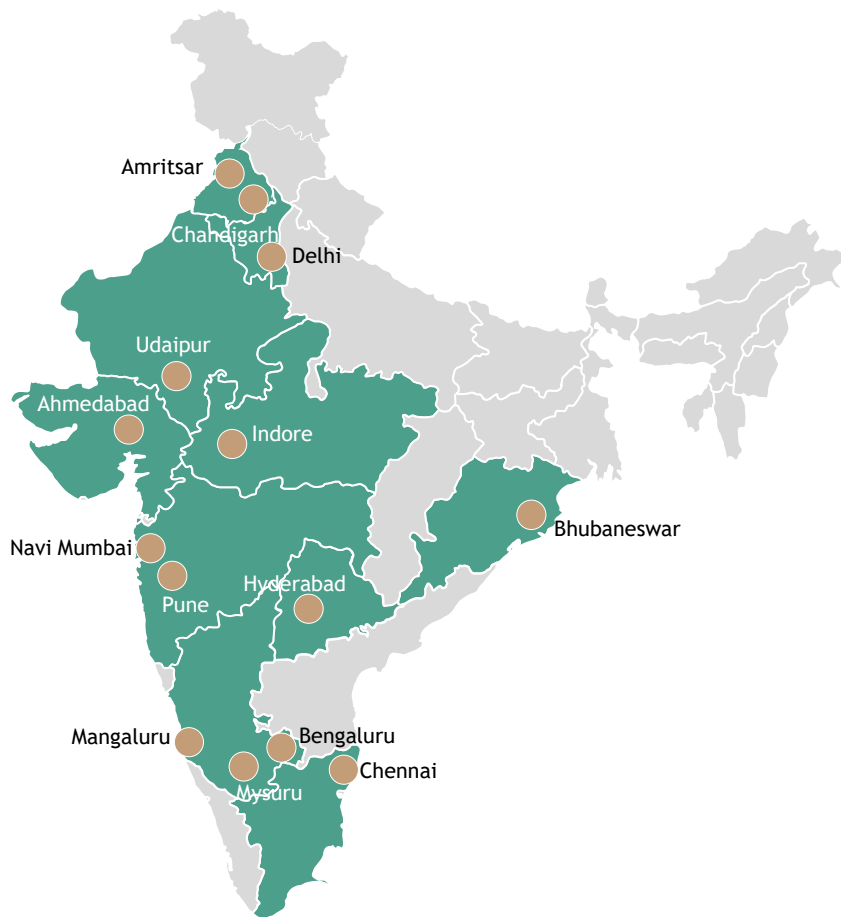 Amritsar
Chandigarh
Delhi
Udaipur
Ahmedabad
Indore
Bhubaneswar
Navi Mumbai
Hyderabad
Pune
Mangaluru
Bengaluru
Chennai
Mysuru